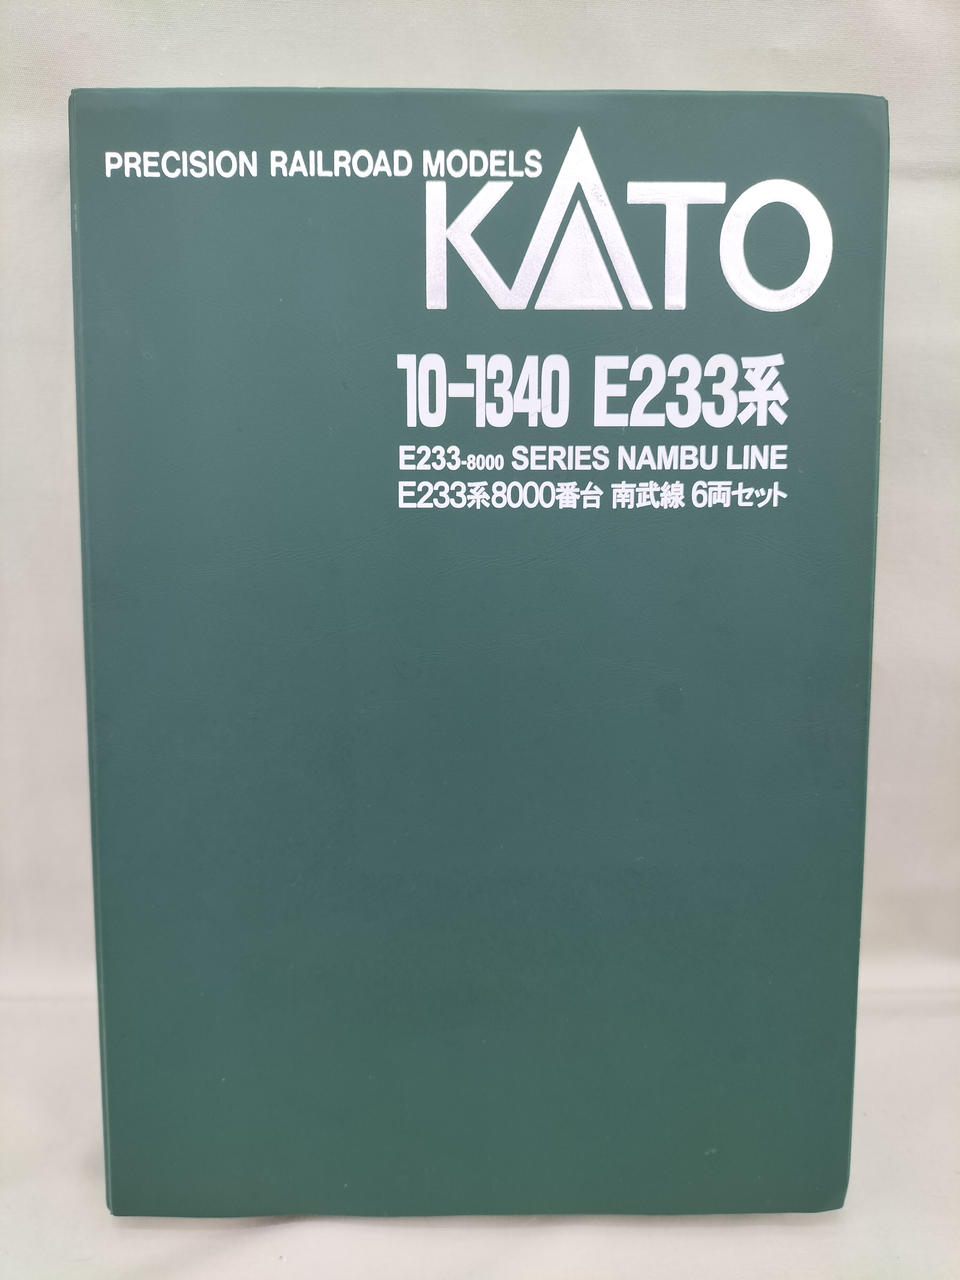 PRECISION RAILROAD MODELS
KATO
10-1340 E233系
E233-8000 SERIES NAMBU LINE
E233系8000番台 南武線 6両セット